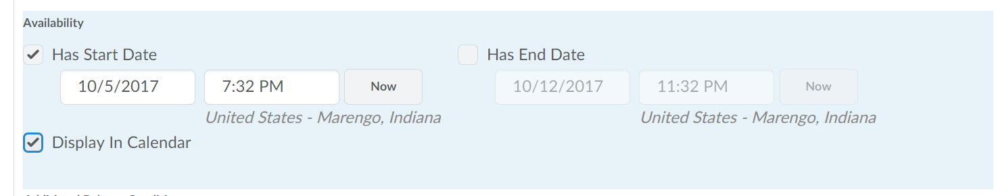 Availability
Has Start Date Has End Date
10/5/2017 7:32 PM Now 10/12/2017 11:32 PM Now
United States - Marengo, Indiana United States - Marengo, Indiana
Display In Calendar